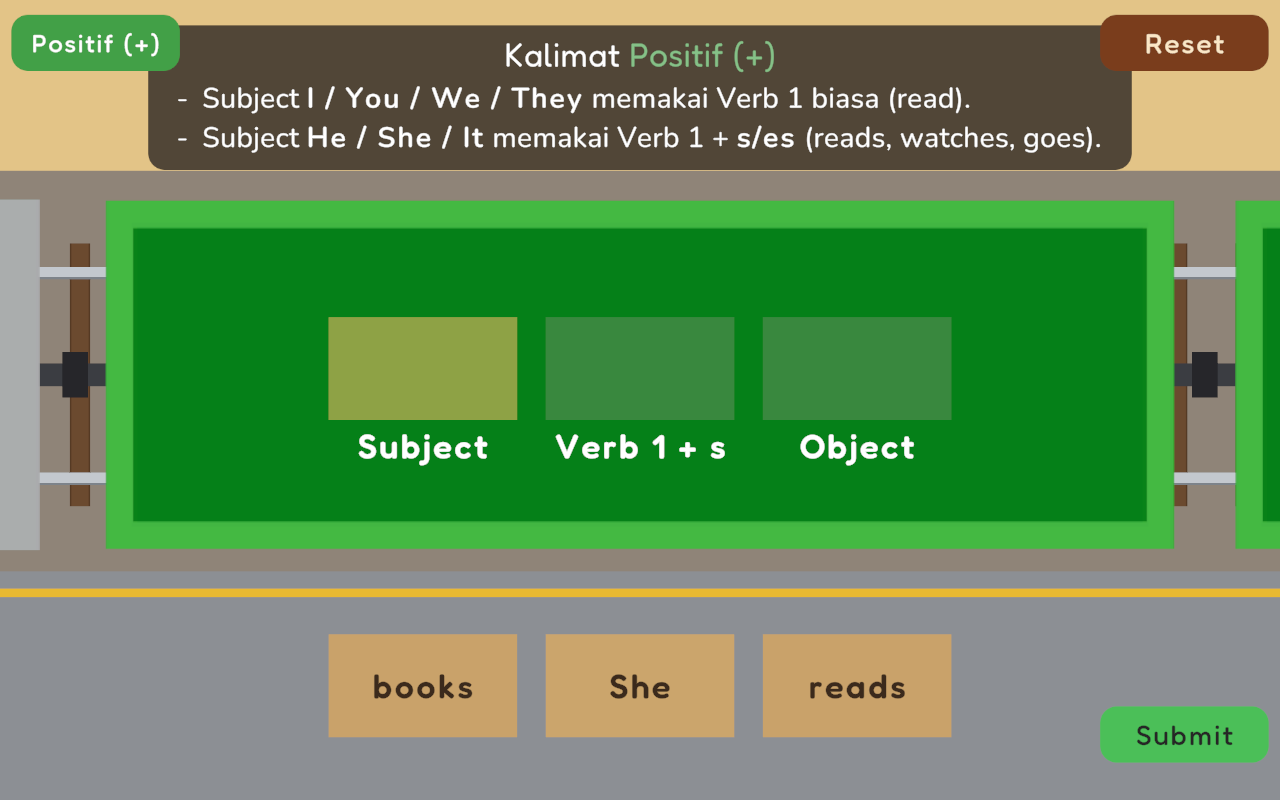 Positif (+)
Kalimat Positif (+)
Reset
- Subject I / You / We / They memakai Verb 1 biasa (read).
- Subject He / She / It memakai Verb 1 + s/es (reads, watches, goes).
Subject
Verb 1 + s
Object
books
She
reads
Submit